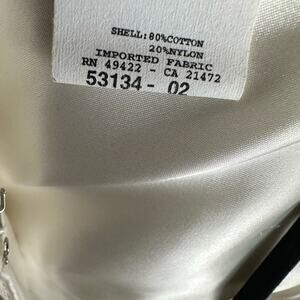 SHELL:80%COTTON
20%NYLON
IMPORTED FABRIC
RN 49422 - CA 21472
53134 - 02